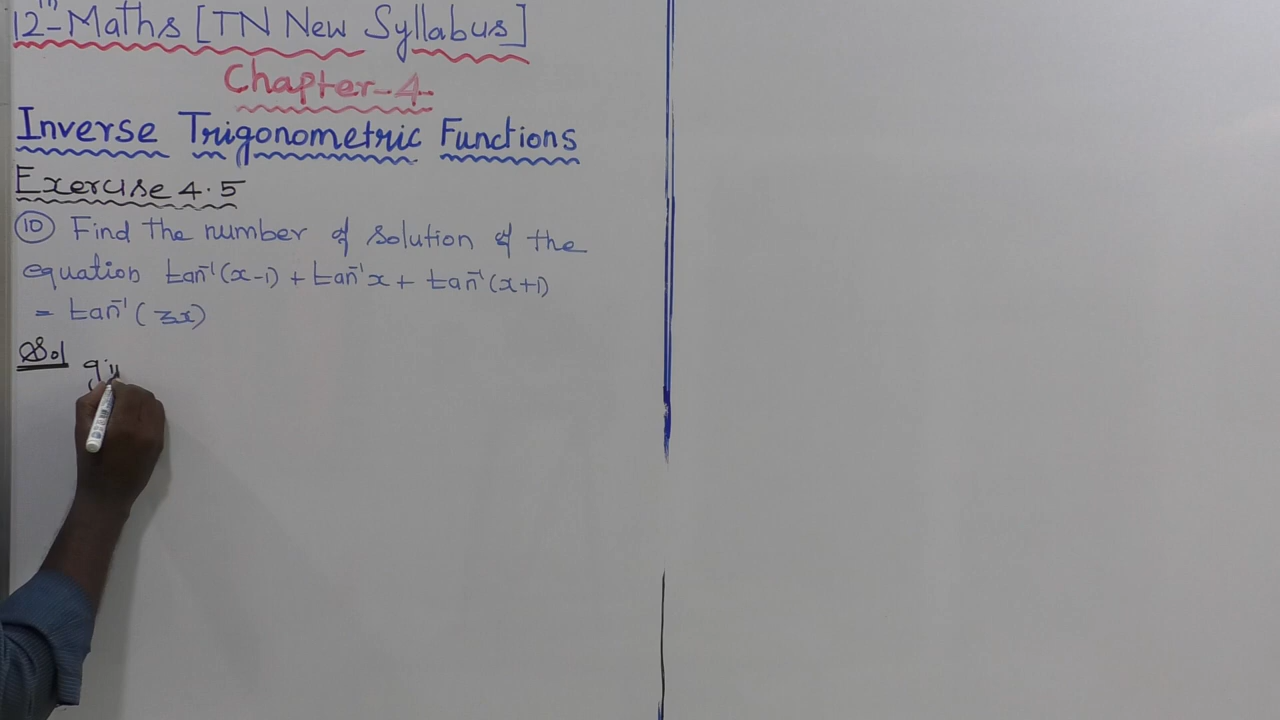 12th Maths [TN New Syllabus]
Chapter-4
Inverse Trigonometric Functions
Exercise 4.5
10 Find the number of solution of the
equation tan⁻¹(x-1) + tan⁻¹x + tan⁻¹(x+1)
= tan⁻¹(3x)
Sol